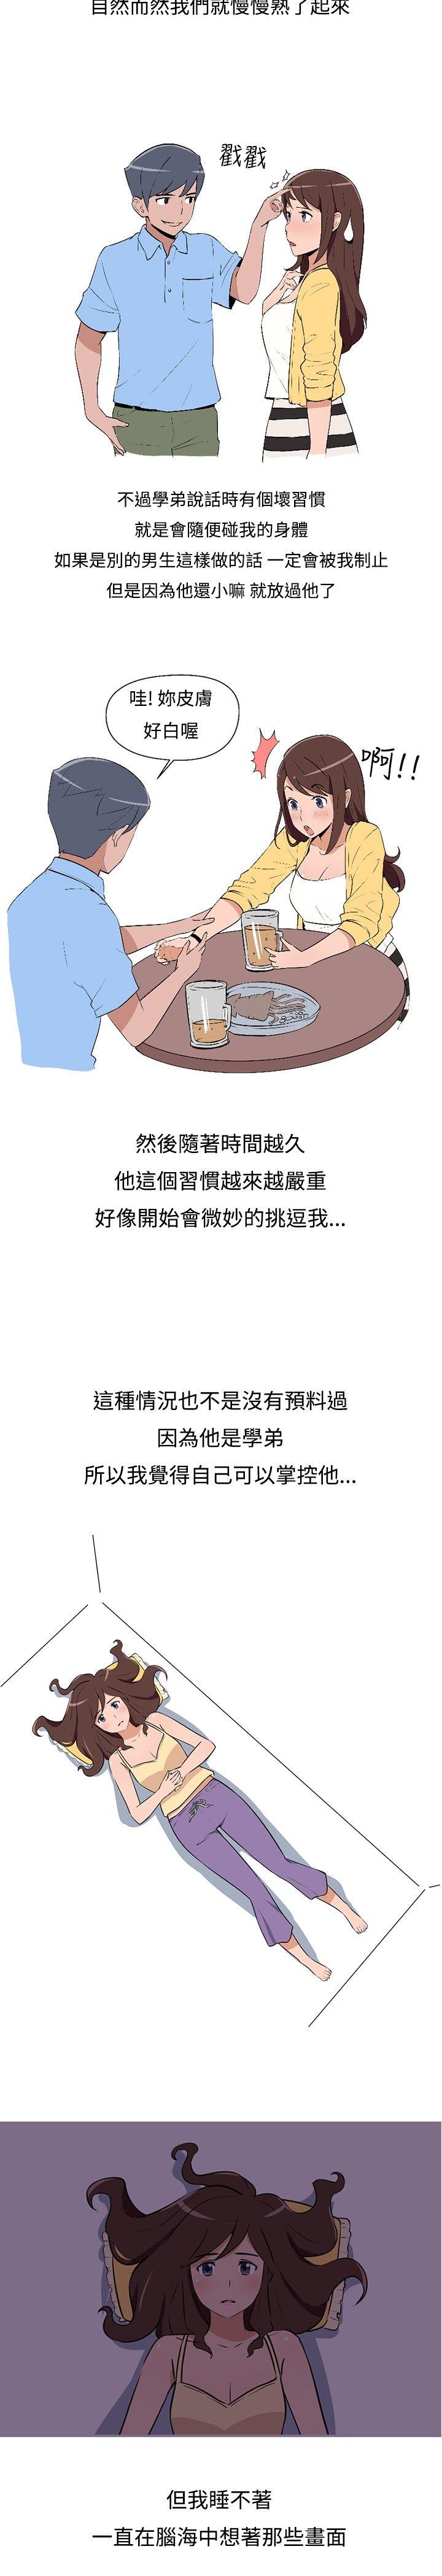 自然而然我們就慢慢熟了起來
戳戳
不過學弟說話時有個壞習慣
就是會隨便碰我的身體
如果是別的男生這樣做的話 一定會被我制止
但是因為他還小嘛 就放過他了
哇! 妳皮膚
好白喔
啊!!
然後隨著時間越久
他這個習慣越來越嚴重
好像開始會微妙的挑逗我...
這種情況也不是沒有預料過
因為他是學弟
所以我覺得自己可以掌控他...
但我睡不著
一直在腦海中想著那些畫面